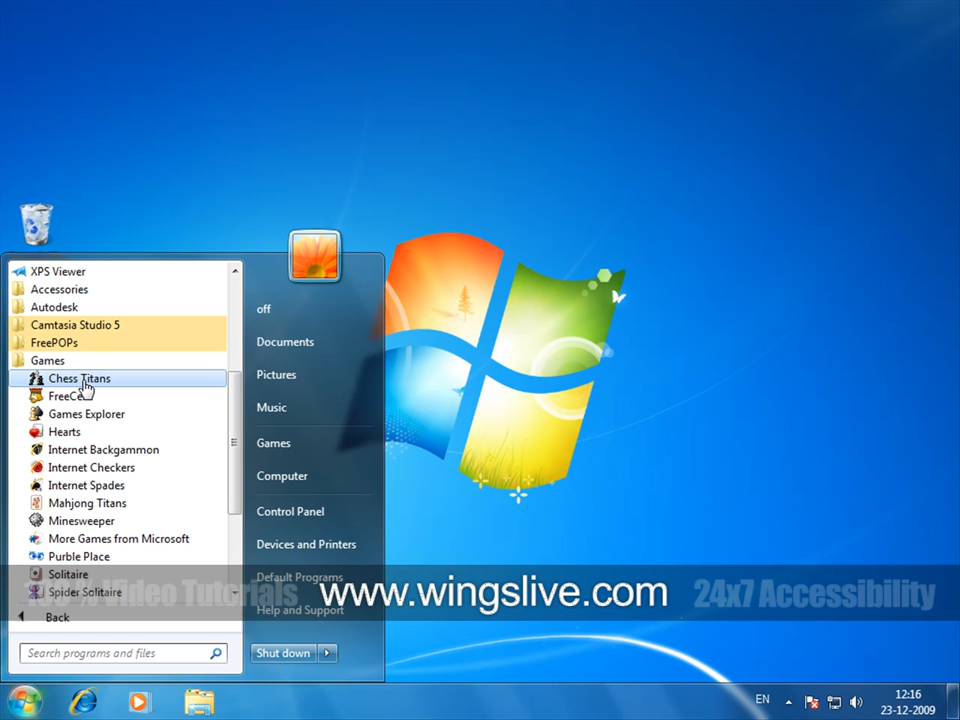 XPS Viewer
Accessories
Autodesk
Camtasia Studio 5
FreePOPs
Games
Chess Titans
FreeCe
Games Explorer
Hearts
Internet Backgammon
Internet Checkers
Internet Spades
Mahjong Titans
Minesweeper
More Games from Microsoft
Purble Place
Solitaire
Spider Solitaire
Back
Search programs and files
off
Documents
Pictures
Music
Games
Computer
Control Panel
Devices and Printers
Default Programs
Help and Support
Shut down
100% Video Tutorials www.wingslive.com 24x7 Accessibility
EN
12:16
23-12-2009